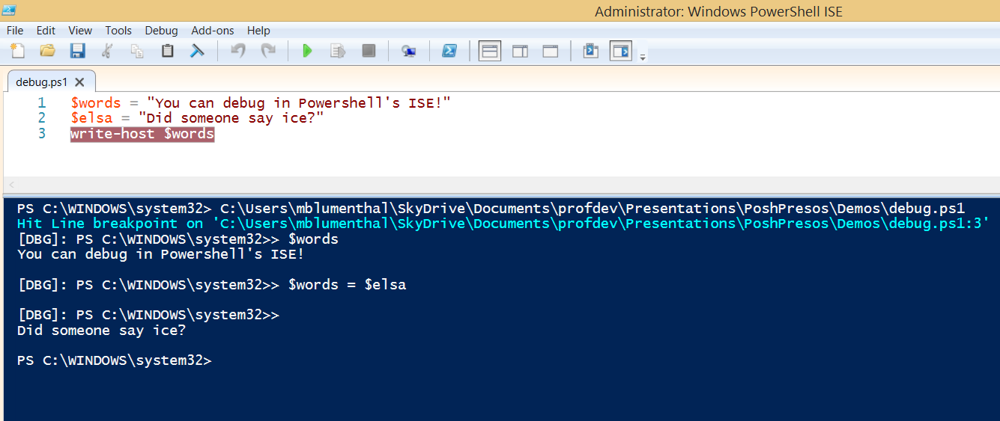 Administrator: Windows PowerShell ISE
File Edit View Tools Debug Add-ons Help
debug.ps1
1 $words = "You can debug in Powershell's ISE!"
2 $elsa = "Did someone say ice?"
3 write-host $words
PS C:\WINDOWS\system32> C:\Users\mblumenthal\SkyDrive\Documents\profdev\Presentations\PoshPresos\Demos\debug.ps1
Hit Line breakpoint on 'C:\Users\mblumenthal\SkyDrive\Documents\profdev\Presentations\PoshPresos\Demos\debug.ps1:3'
[DBG]: PS C:\WINDOWS\system32>> $words
You can debug in Powershell's ISE!
[DBG]: PS C:\WINDOWS\system32>> $words = $elsa
[DBG]: PS C:\WINDOWS\system32>>
Did someone say ice?
PS C:\WINDOWS\system32>